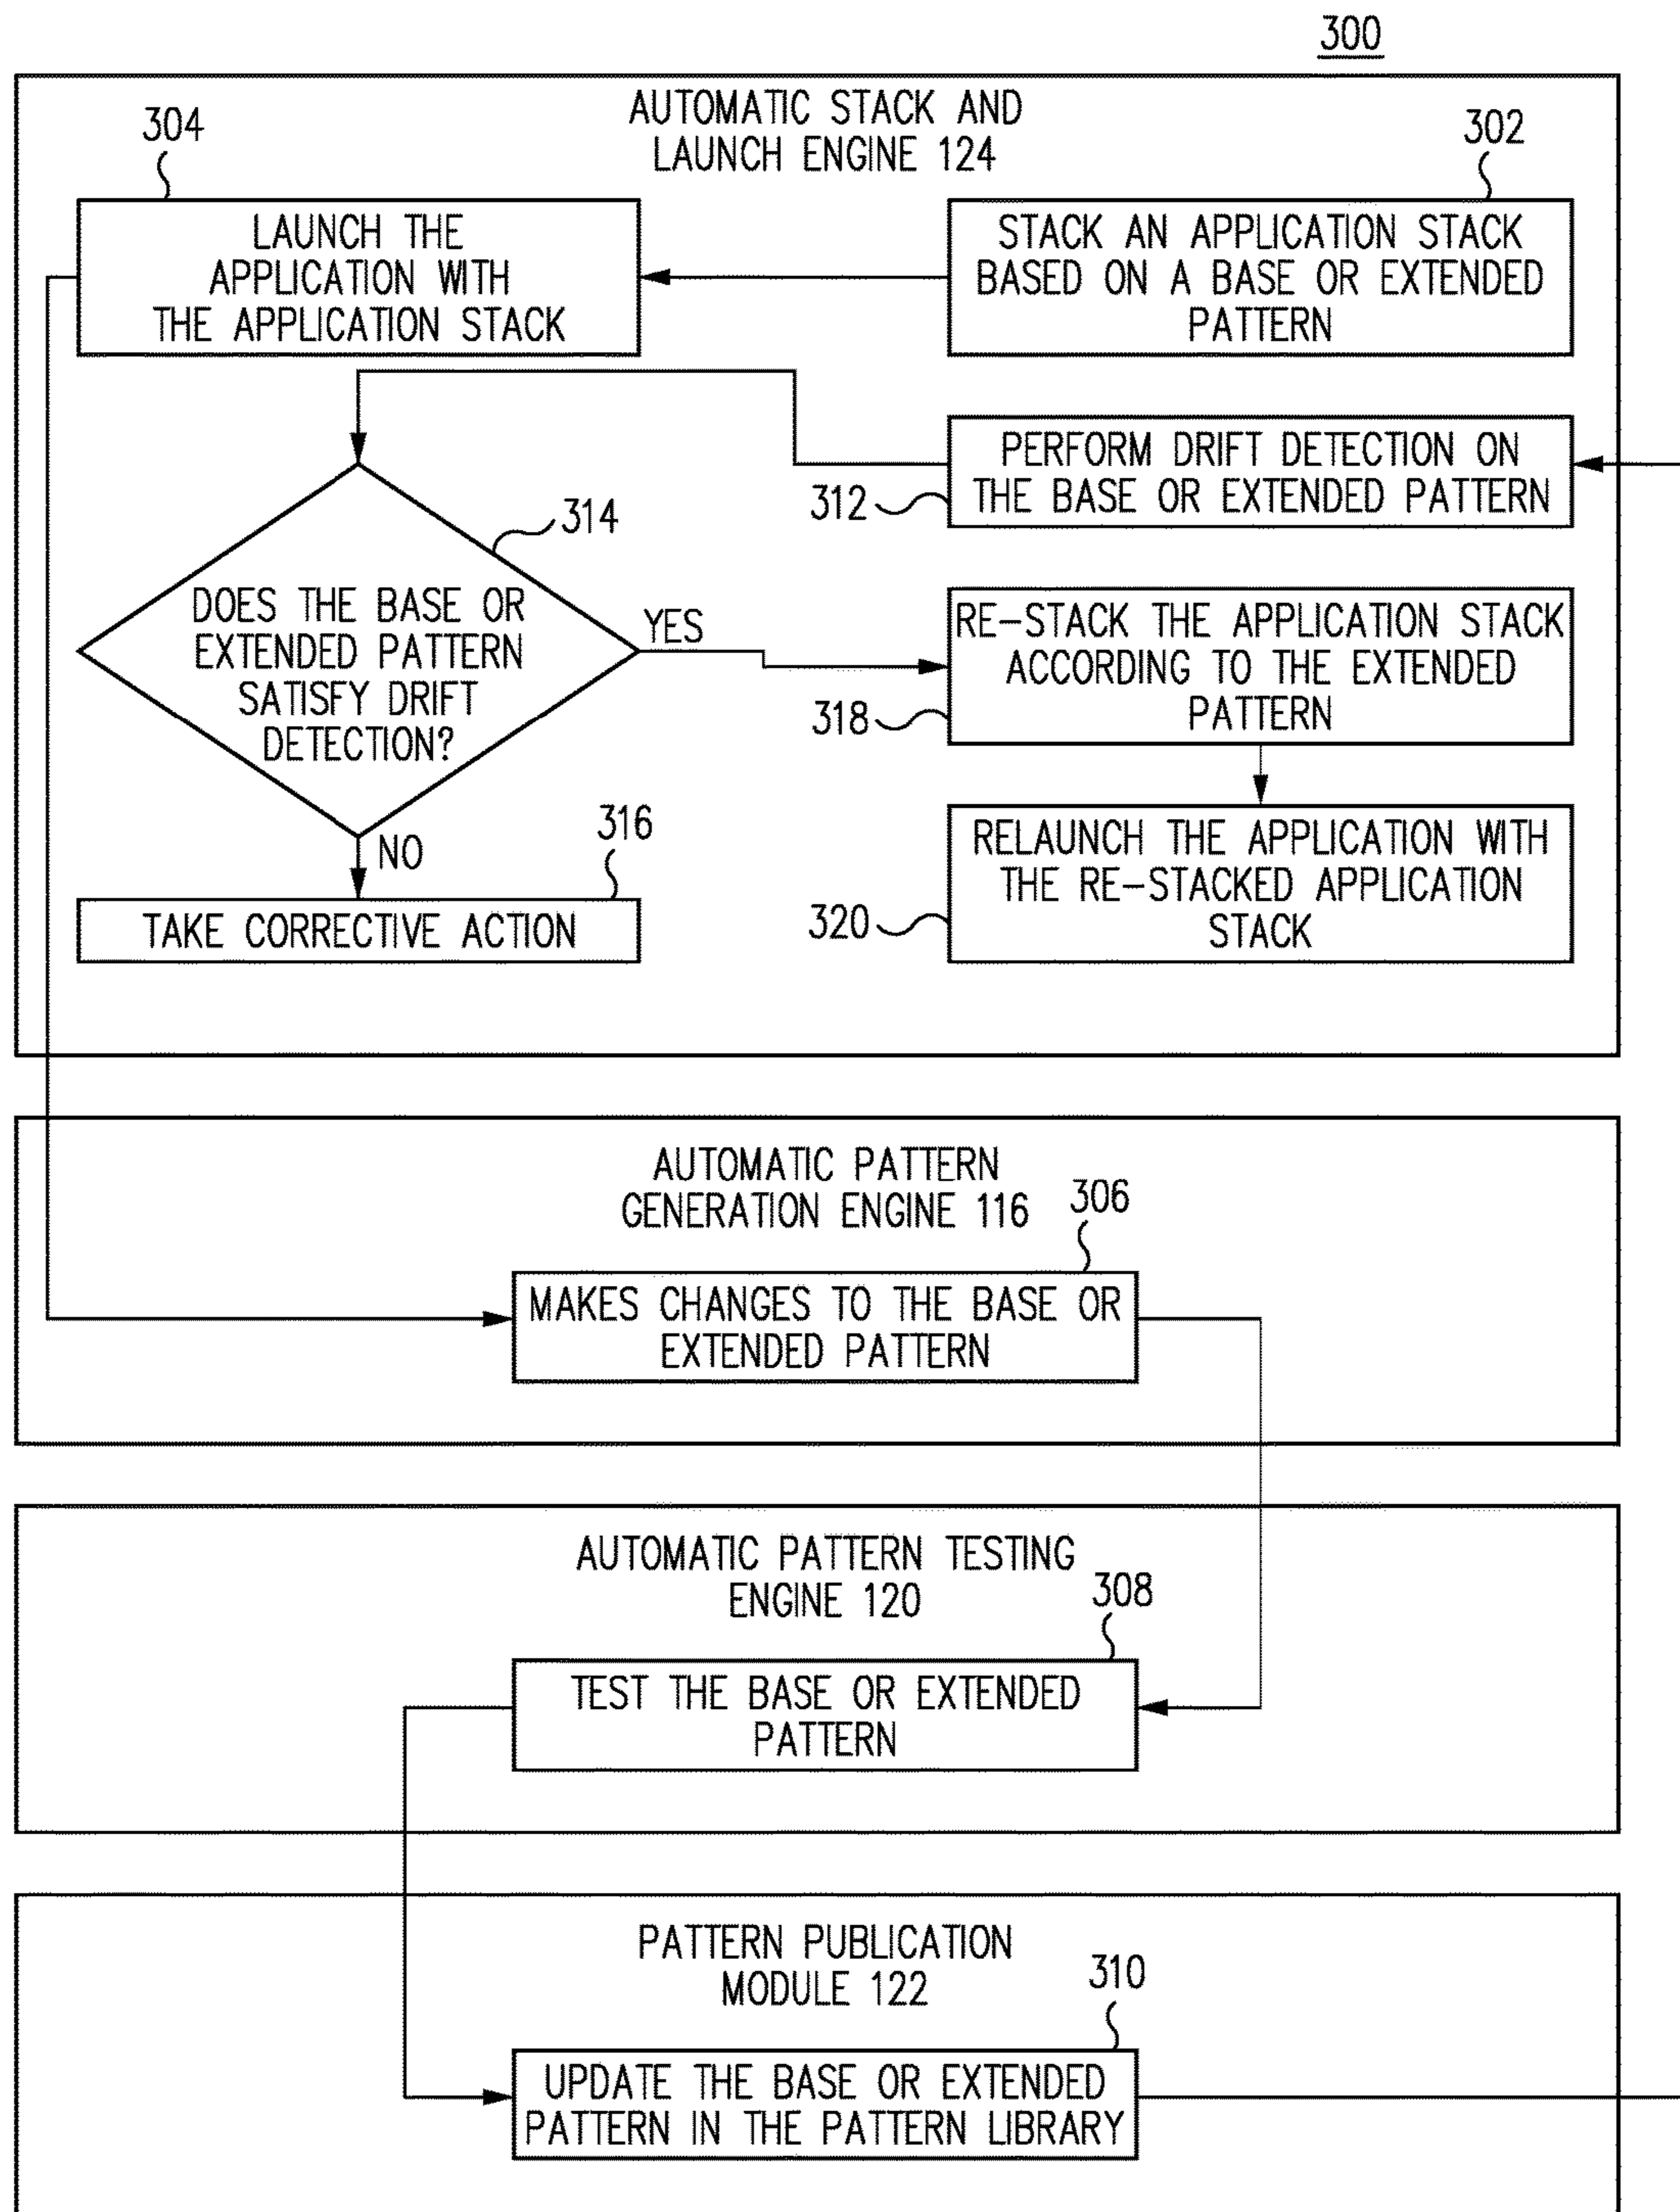 300
AUTOMATIC STACK AND
LAUNCH ENGINE 124
304
302
LAUNCH THE
APPLICATION WITH
THE APPLICATION STACK
STACK AN APPLICATION STACK
BASED ON A BASE OR EXTENDED
PATTERN
PERFORM DRIFT DETECTION ON
THE BASE OR EXTENDED PATTERN
312
314
DOES THE BASE OR
EXTENDED PATTERN
SATISFY DRIFT
DETECTION?
YES
RE-STACK THE APPLICATION STACK
ACCORDING TO THE EXTENDED
PATTERN
318
NO
316
TAKE CORRECTIVE ACTION
RELAUNCH THE APPLICATION WITH
THE RE-STACKED APPLICATION
STACK
320
AUTOMATIC PATTERN
GENERATION ENGINE 116
306
MAKES CHANGES TO THE BASE OR
EXTENDED PATTERN
AUTOMATIC PATTERN TESTING
ENGINE 120
308
TEST THE BASE OR EXTENDED
PATTERN
PATTERN PUBLICATION
MODULE 122
310
UPDATE THE BASE OR EXTENDED
PATTERN IN THE PATTERN LIBRARY